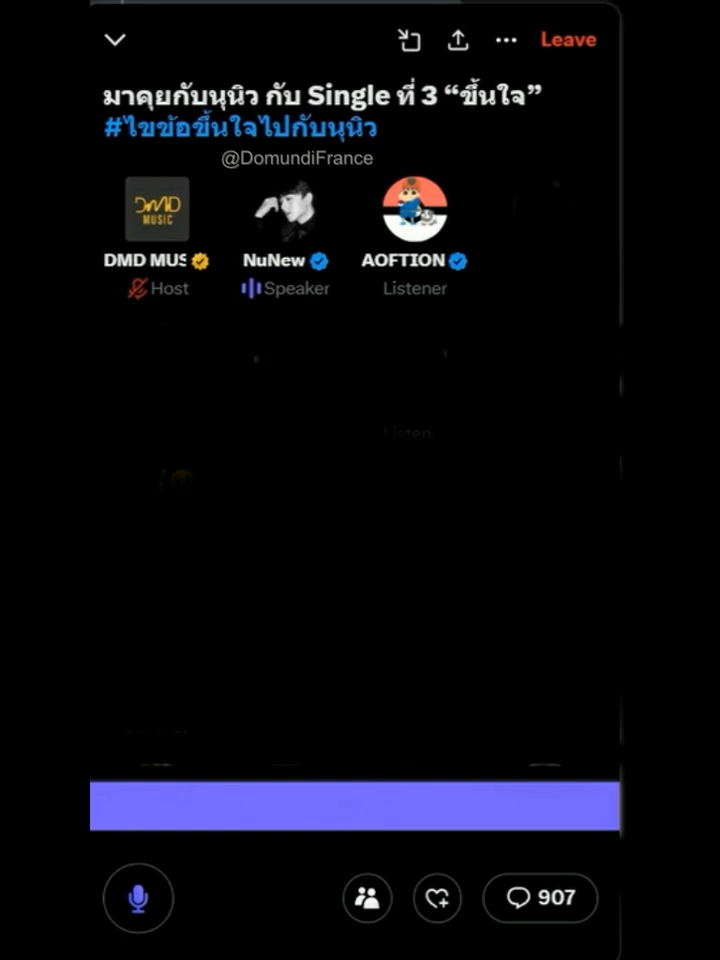 Leave
มาคุยกับนุนิว กับ Single ที่ 3 “ขึ้นใจ”
#ไขข้อขึ้นใจไปกับนุนิว
@DomundiFrance
DMD MUSIC
DMD MUS NuNew AOFTION
Host Speaker Listener
Listen
907